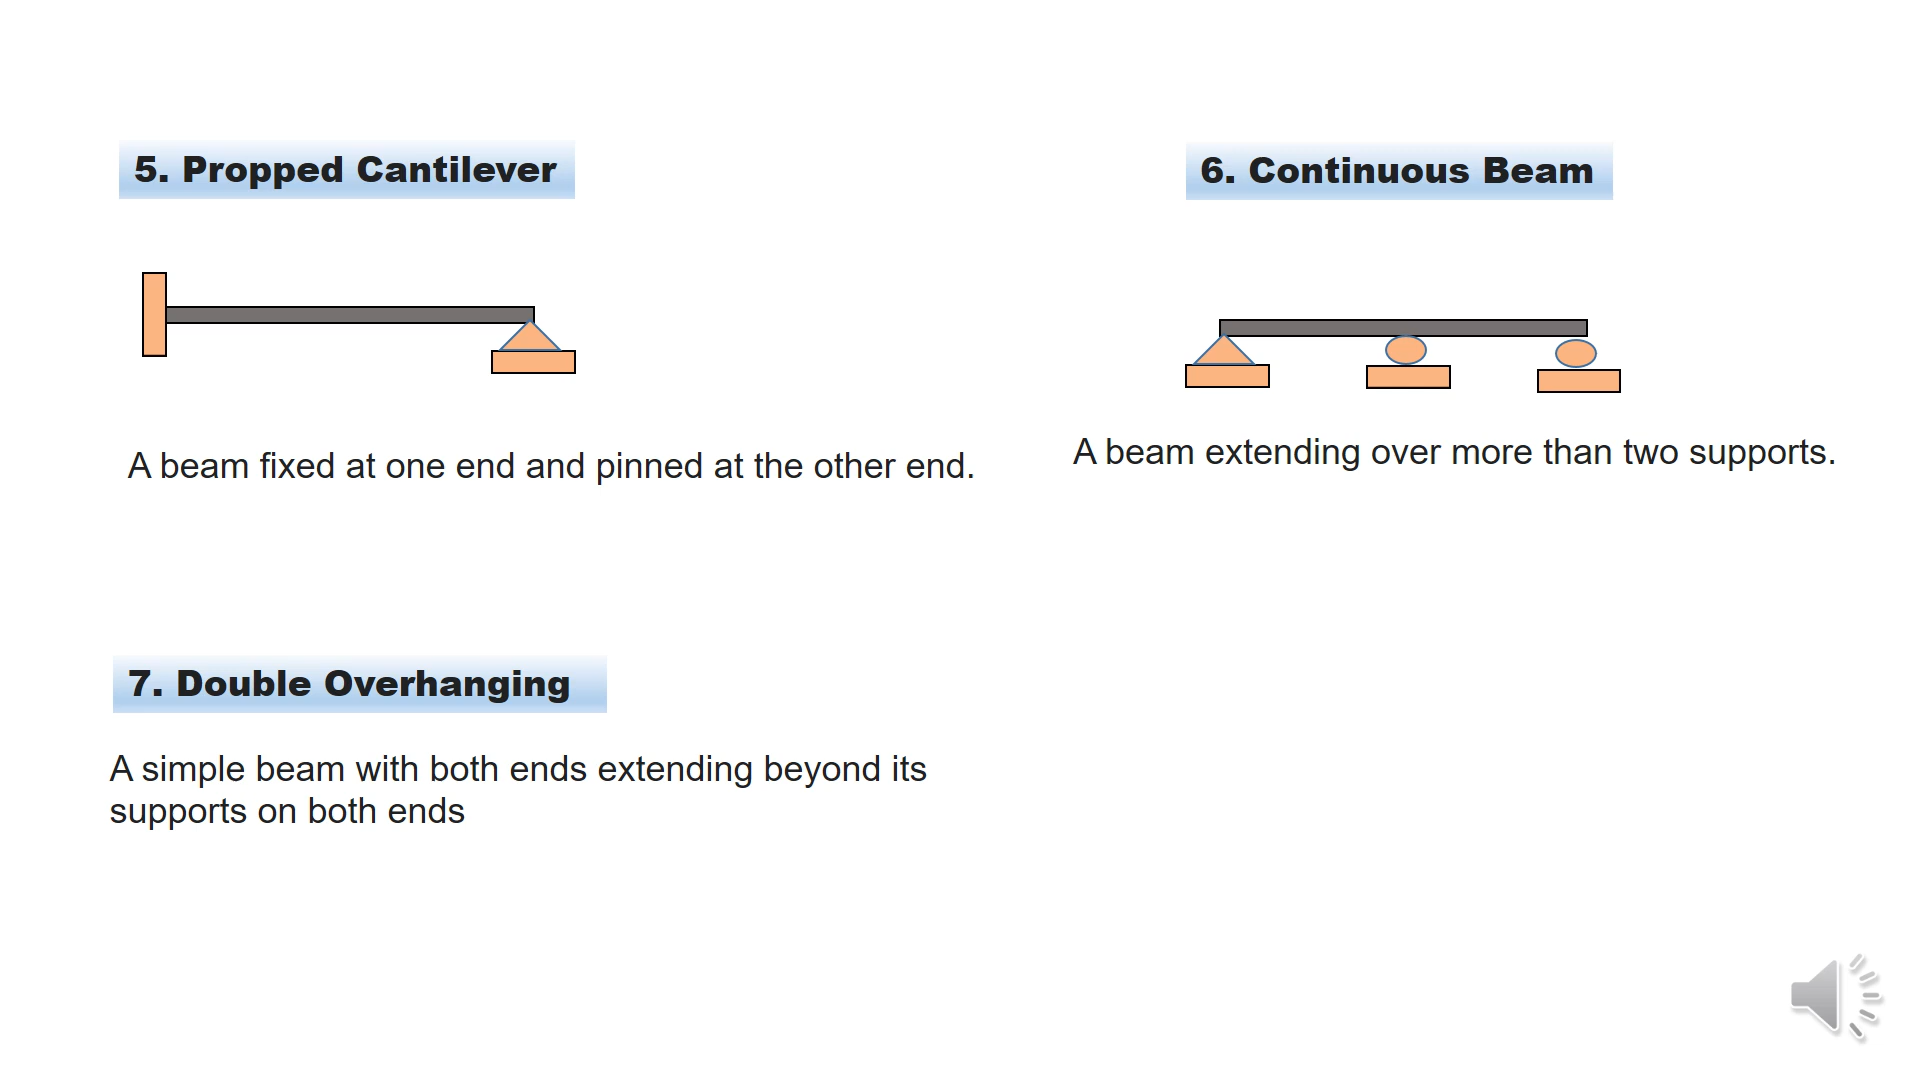 5. Propped Cantilever
A beam fixed at one end and pinned at the other end.
6. Continuous Beam
A beam extending over more than two supports.
7. Double Overhanging
A simple beam with both ends extending beyond its
supports on both ends